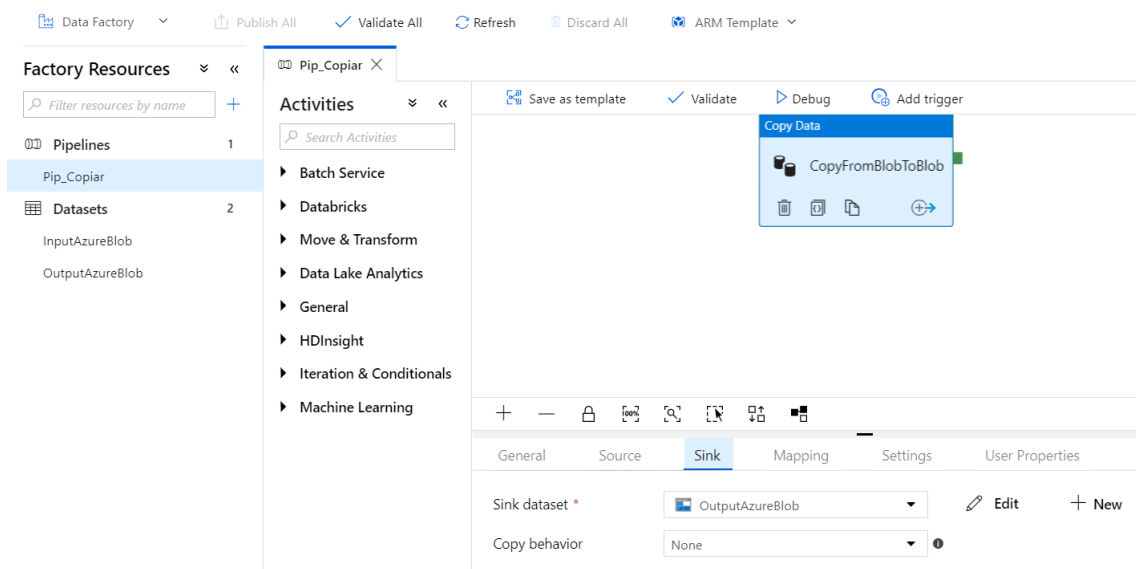 Data Factory
Publish All
Validate All
Refresh
Discard All
ARM Template
Factory Resources
Filter resources by name
Pipelines 1
Pip_Copiar
Datasets 2
InputAzureBlob
OutputAzureBlob
Pip_Copiar
Activities
Search Activities
Batch Service
Databricks
Move & Transform
Data Lake Analytics
General
HDInsight
Iteration & Conditionals
Machine Learning
Save as template
Validate
Debug
Add trigger
Copy Data
CopyFromBlobToBlob
100%
General
Source
Sink
Mapping
Settings
User Properties
Sink dataset *
OutputAzureBlob
Edit
New
Copy behavior
None